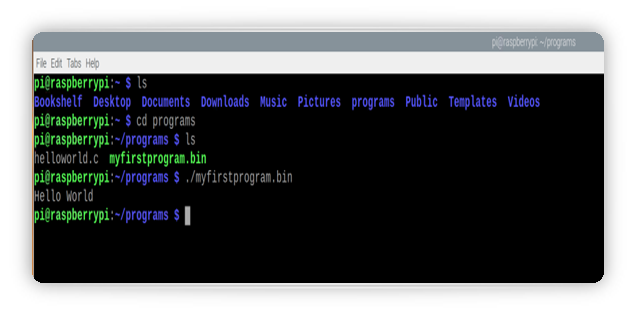 pi@raspberrypi: ~/programs
File Edit Tabs Help
pi@raspberrypi:~ $ ls
Bookshelf Desktop Documents Downloads Music Pictures programs Public Templates Videos
pi@raspberrypi:~ $ cd programs
pi@raspberrypi:~/programs $ ls
helloworld.c myfirstprogram.bin
pi@raspberrypi:~/programs $ ./myfirstprogram.bin
Hello World
pi@raspberrypi:~/programs $